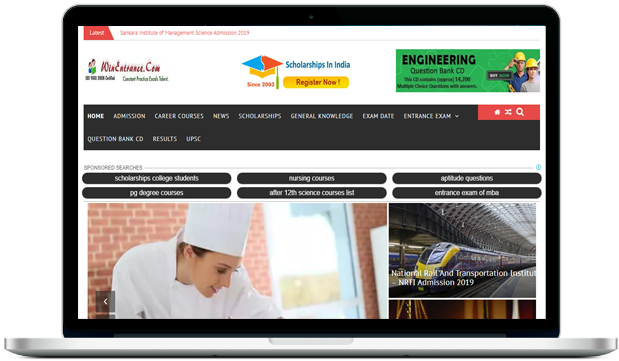 Latest
Sankara Institute of Management Science Admission 2019
WinEntrance.Com
ISO 9001:2008 Certified
Constant Practice Excels Talent.
Scholarships In India
Since 2003
Register Now !
ENGINEERING
Question Bank CD
This CD contains (approx) 14,200
Multiple Choice Questions with answers.
BUY NOW
HOME ADMISSION CAREER COURSES NEWS SCHOLARSHIPS GENERAL KNOWLEDGE EXAM DATE ENTRANCE EXAM
QUESTION BANK CD RESULTS UPSC
SPONSORED SEARCHES
scholarships college students nursing courses aptitude questions
pg degree courses after 12th science courses list entrance exam of mba
National Rail And Transportation Institut
– NRTI Admission 2019